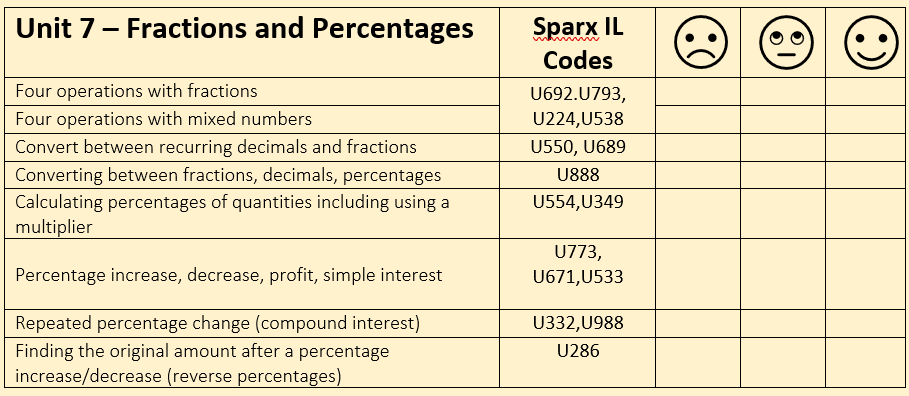 Unit 7 – Fractions and Percentages
Sparx IL
Codes
Four operations with fractions
U692.U793,
Four operations with mixed numbers
U224,U538
Convert between recurring decimals and fractions
U550, U689
Converting between fractions, decimals, percentages
U888
Calculating percentages of quantities including using a
multiplier
U554,U349
Percentage increase, decrease, profit, simple interest
U773,
U671,U533
Repeated percentage change (compound interest)
U332,U988
Finding the original amount after a percentage
increase/decrease (reverse percentages)
U286